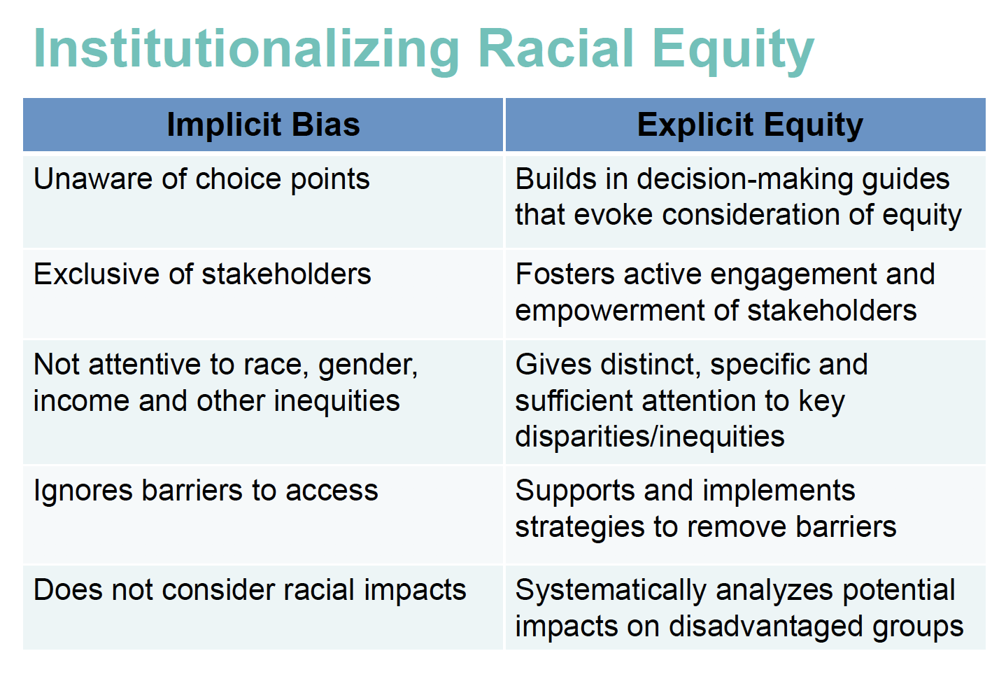 Institutionalizing Racial Equity
Implicit Bias
Explicit Equity
Unaware of choice points
Builds in decision-making guides
that evoke consideration of equity
Exclusive of stakeholders
Fosters active engagement and
empowerment of stakeholders
Not attentive to race, gender,
income and other inequities
Gives distinct, specific and
sufficient attention to key
disparities/inequities
Ignores barriers to access
Supports and implements
strategies to remove barriers
Does not consider racial impacts
Systematically analyzes potential
impacts on disadvantaged groups